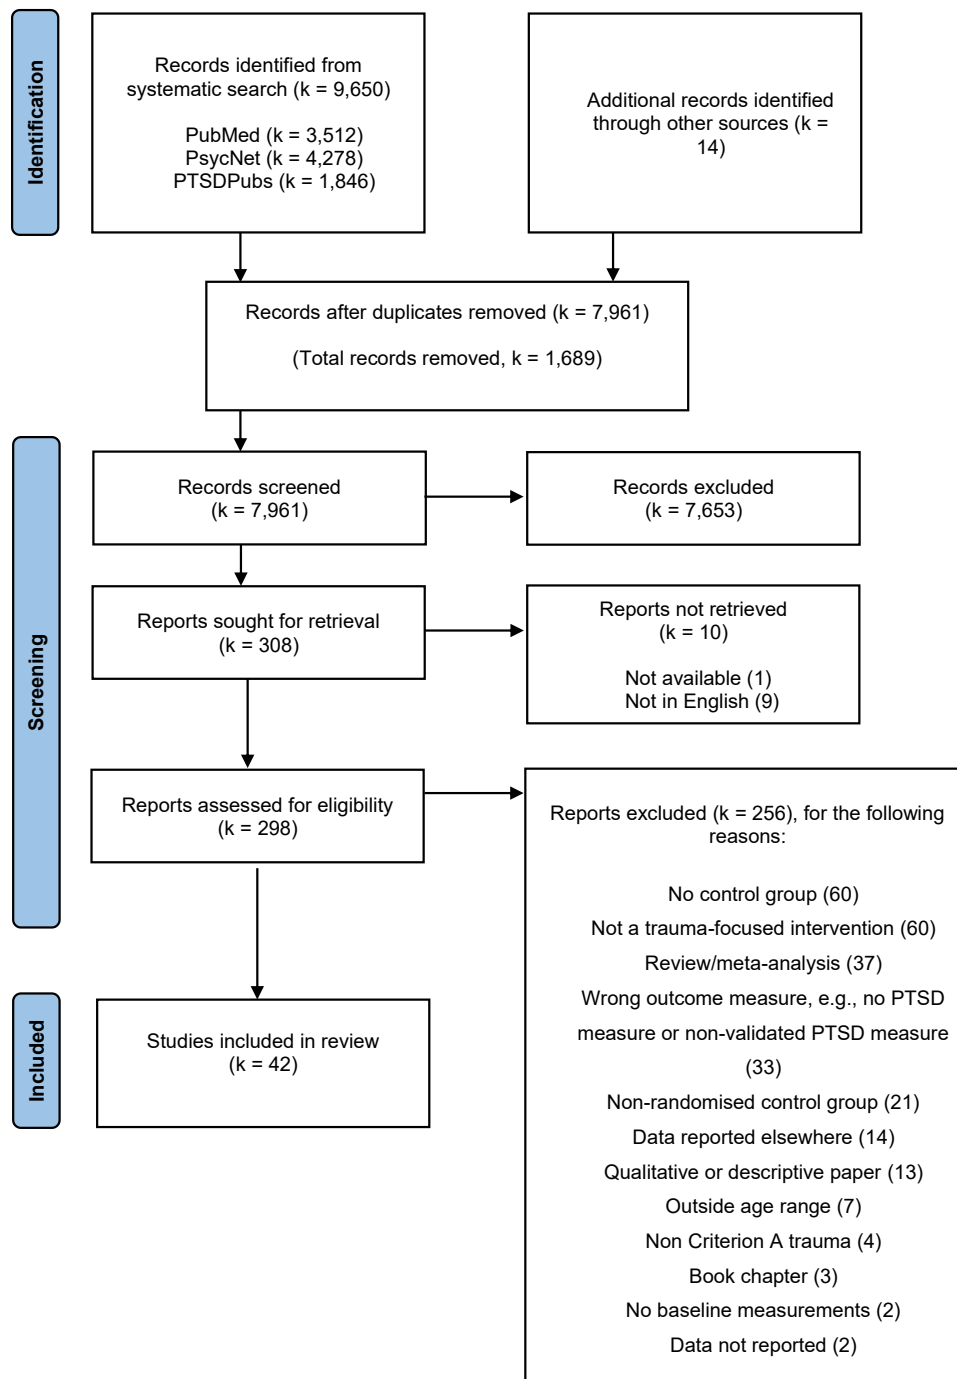 Identification
Records identified from
systematic search (k = 9,650)
PubMed (k = 3,512)
PsycNet (k = 4,278)
PTSDPubs (k = 1,846)
Additional records identified
through other sources (k =
14)
Records after duplicates removed (k = 7,961)
(Total records removed, k = 1,689)
Screening
Records screened
(k = 7,961)
Records excluded
(k = 7,653)
Reports sought for retrieval
(k = 308)
Reports not retrieved
(k = 10)
Not available (1)
Not in English (9)
Reports assessed for eligibility
(k = 298)
Reports excluded (k = 256), for the following
reasons:
No control group (60)
Not a trauma-focused intervention (60)
Review/meta-analysis (37)
Wrong outcome measure, e.g., no PTSD
measure or non-validated PTSD measure
(33)
Non-randomised control group (21)
Data reported elsewhere (14)
Qualitative or descriptive paper (13)
Outside age range (7)
Non Criterion A trauma (4)
Book chapter (3)
No baseline measurements (2)
Data not reported (2)
Included
Studies included in review
(k = 42)